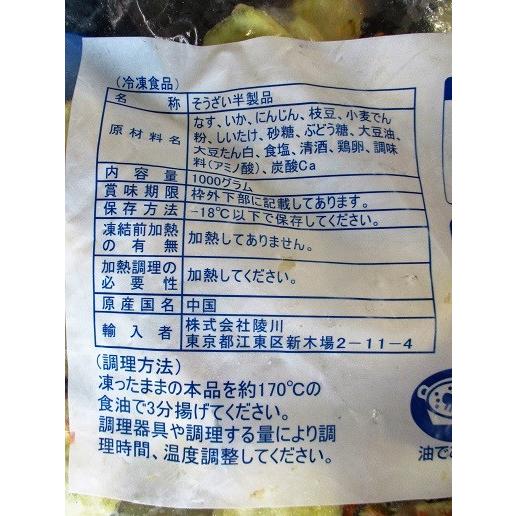 (冷凍食品)
名称 そうざい半製品
原材料名 なす、いか、にんじん、枝豆、小麦でん
粉、しいたけ、砂糖、ぶどう糖、大豆油、
大豆たん白、食塩、清酒、鶏卵、調味
料(アミノ酸)、炭酸Ca
内容量 1000グラム
賞味期限 枠外下部に記載してあります。
保存方法 -18℃以下で保存してください。
凍結前加熱
の有無 加熱してありません。
加熱調理の
必要性 加熱してください。
原産国名 中国
輸入者 株式会社陵川
東京都江東区新木場2-11-4
(調理方法)
凍ったままの本品を約170℃の
食油で3分揚げてください。
調理器具や調理する量により調
理時間、温度調整してください。
油で